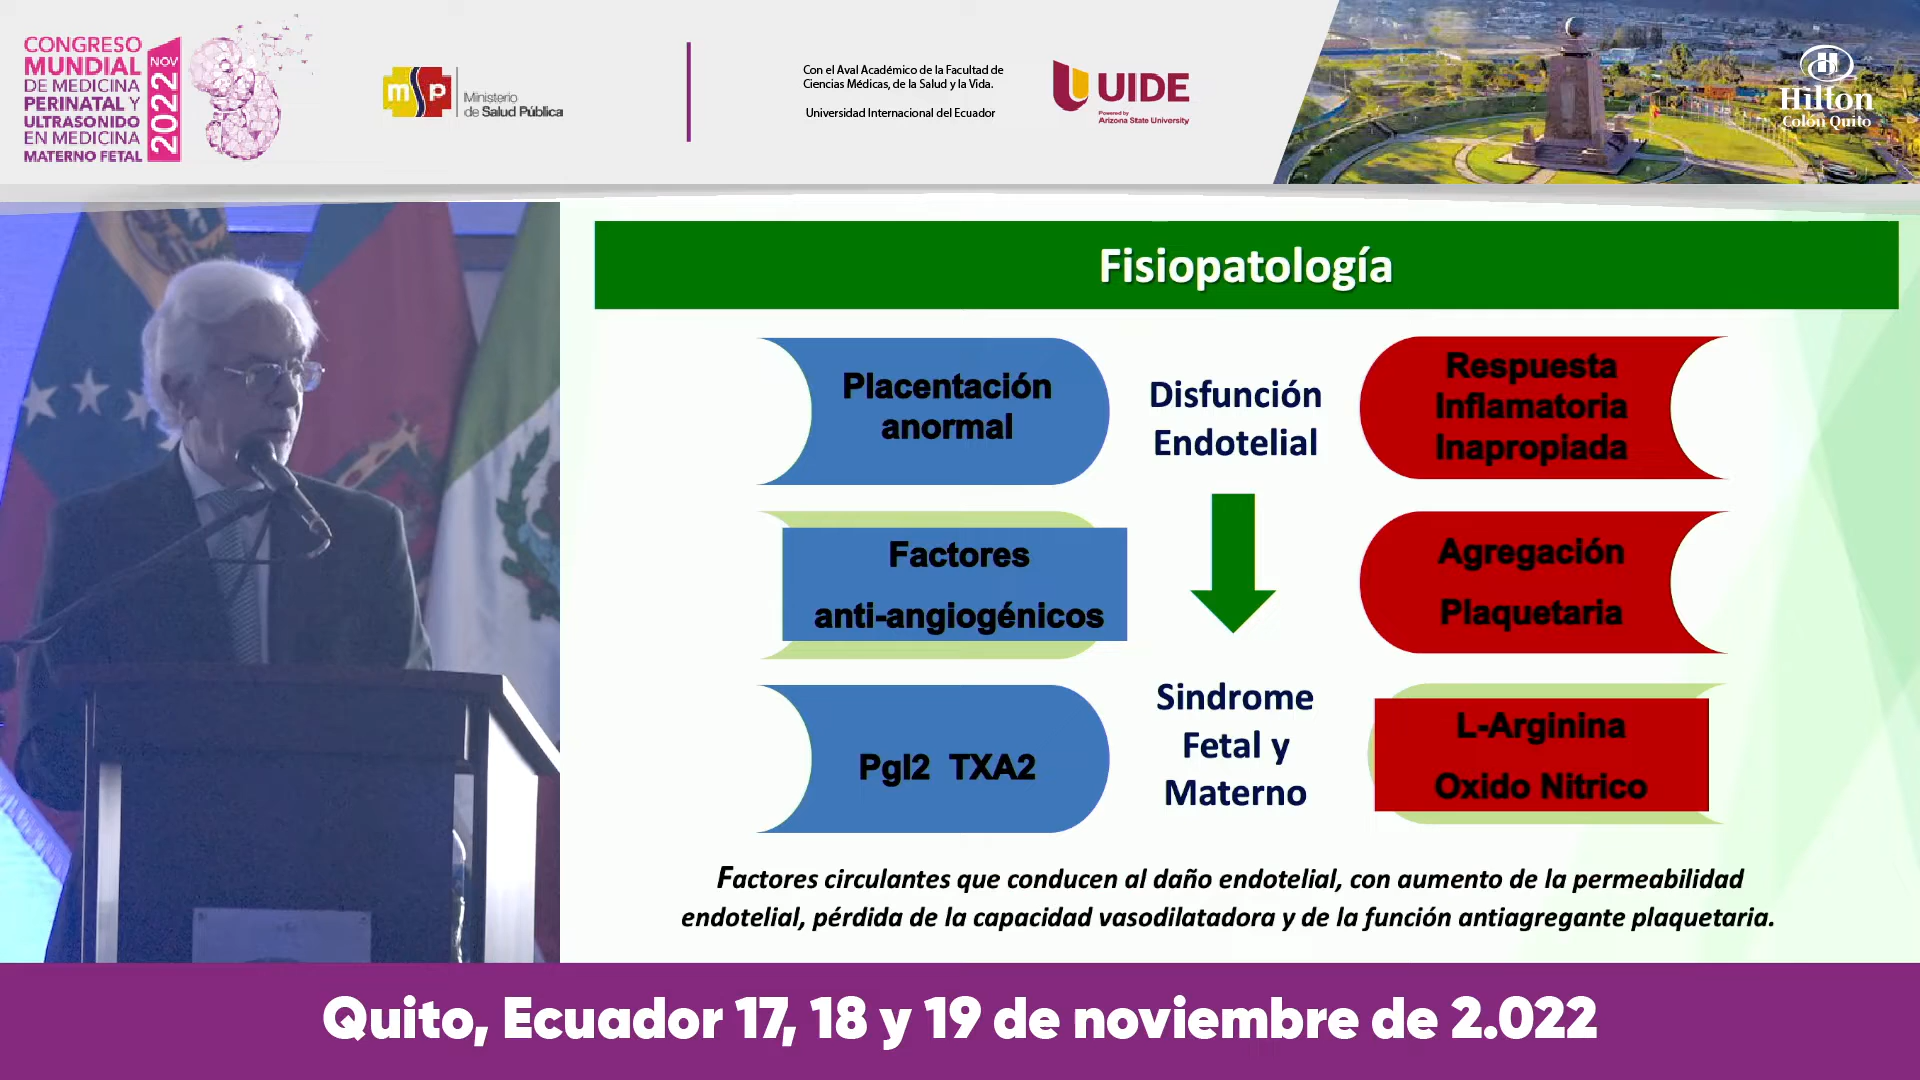 CONGRESO
MUNDIAL
DE MEDICINA
PERINATAL Y
ULTRASONIDO
EN MEDICINA
MATERNO FETAL
NOV
2022
msp
Ministerio
de Salud Pública
Con el Aval Académico de la Facultad de
Ciencias Médicas, de la Salud y la Vida.
Universidad Internacional del Ecuador
UIDE
Powered by
Arizona State University
Hilton
Colón Quito
Fisiopatología
Placentación
anormal
Disfunción
Endotelial
Respuesta
Inflamatoria
Inapropiada
Factores
anti-angiogénicos
Agregación
Plaquetaria
PgI2 TXA2
Sindrome
Fetal y
Materno
L-Arginina
Oxido Nitrico
Factores circulantes que conducen al daño endotelial, con aumento de la permeabilidad
endotelial, pérdida de la capacidad vasodilatadora y de la función antiagregante plaquetaria.
Quito, Ecuador 17, 18 y 19 de noviembre de 2.022